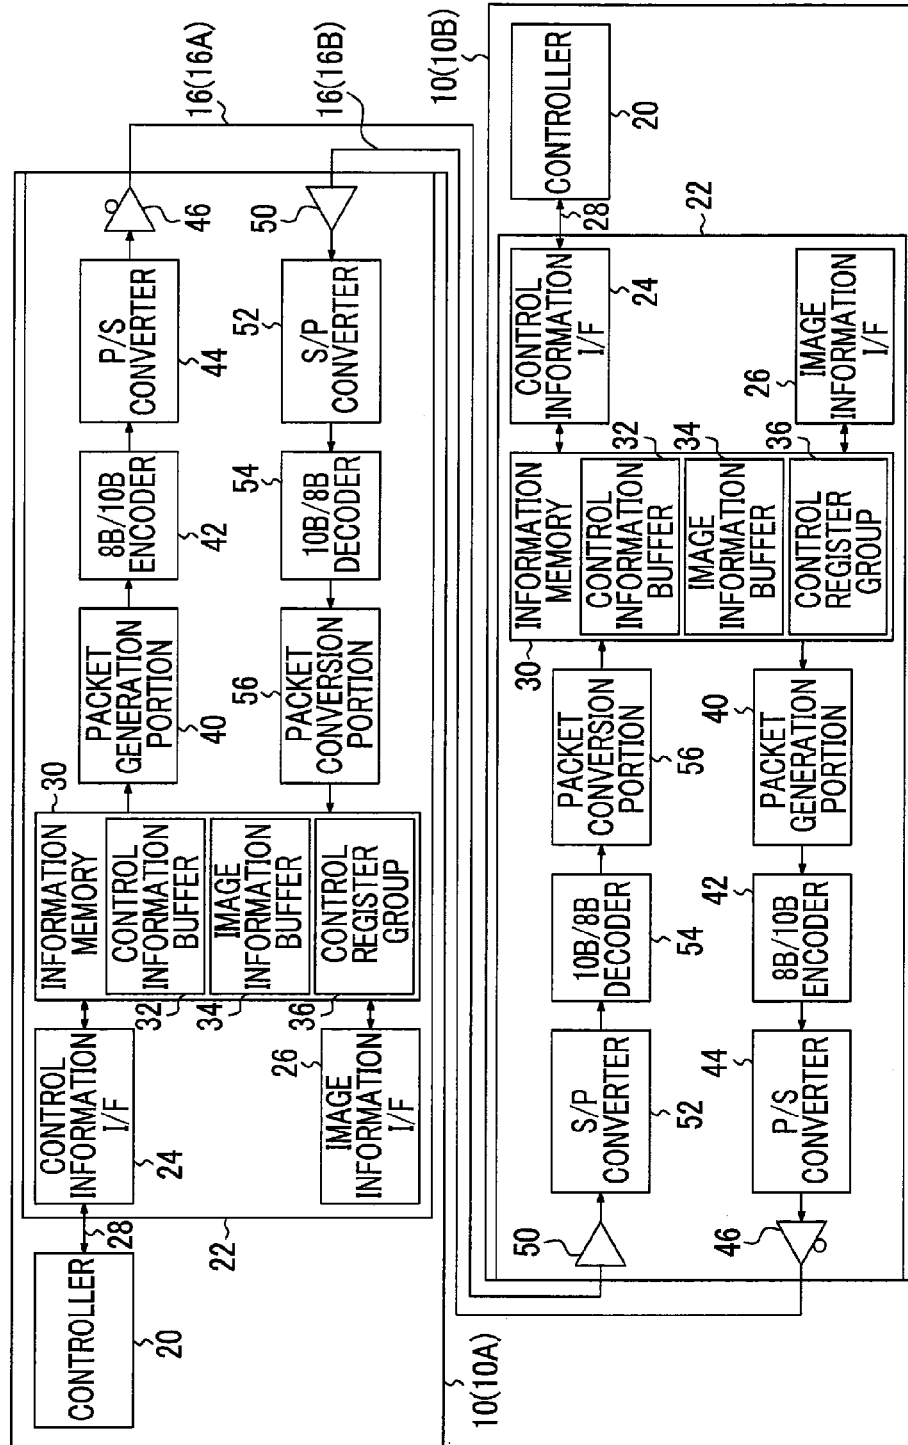 CONTROLLER
20
28
22
CONTROL
INFORMATION
I/F
24
26
IMAGE
INFORMATION
I/F
INFORMATION
MEMORY
30
CONTROL
INFORMATION
BUFFER
32
IMAGE
INFORMATION
BUFFER
34
CONTROL
REGISTER
GROUP
36
PACKET
GENERATION
PORTION
40
8B/10B
ENCODER
42
P/S
CONVERTER
44
46
16(16A)
PACKET
CONVERSION
PORTION
56
10B/8B
DECODER
54
S/P
CONVERTER
52
50
16(16B)
10(10A)
10(10B)
50
S/P
CONVERTER
52
10B/8B
DECODER
54
PACKET
CONVERSION
PORTION
56
46
P/S
CONVERTER
44
8B/10B
ENCODER
42
PACKET
GENERATION
PORTION
40
30
INFORMATION
MEMORY
CONTROL
INFORMATION
BUFFER
32
IMAGE
INFORMATION
BUFFER
34
CONTROL
REGISTER
GROUP
36
CONTROL
INFORMATION
I/F
24
26
IMAGE
INFORMATION
I/F
22
28
CONTROLLER
20